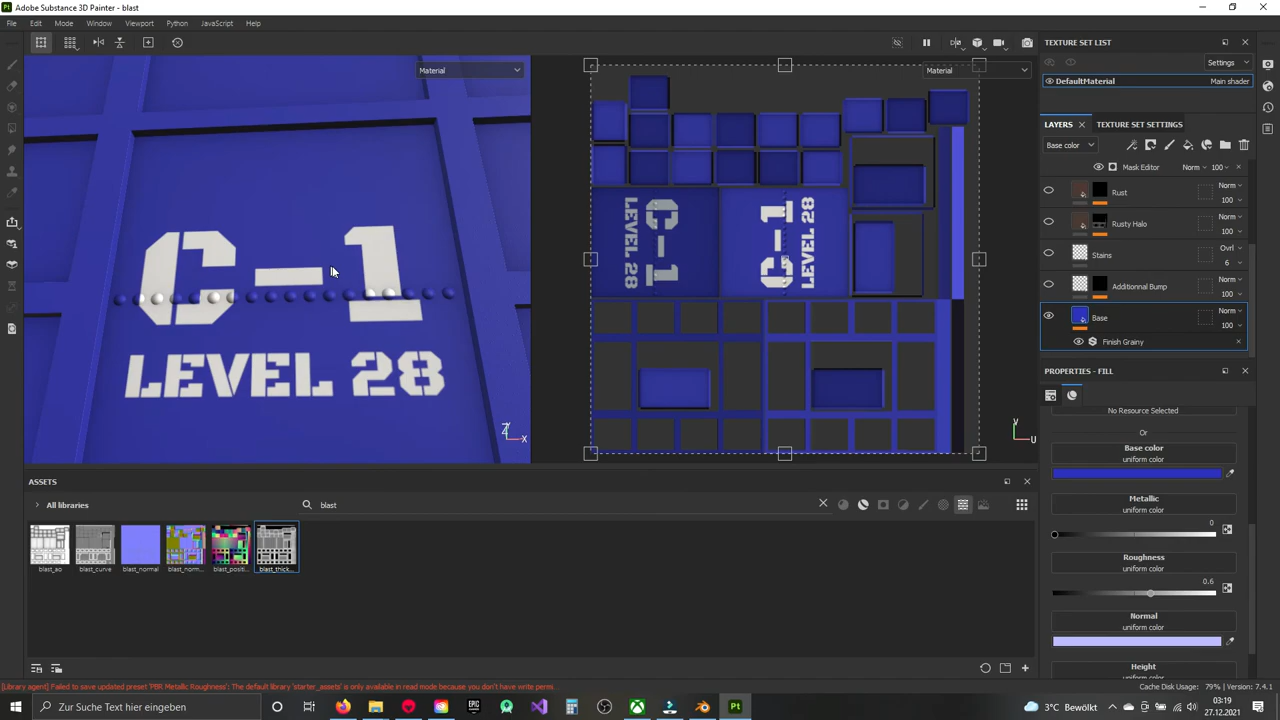 Adobe Substance 3D Painter - blast
File Edit Mode Window Viewport Python JavaScript Help
Material
Material
C-1
LEVEL 28
C-1
LEVEL 28
C-1
LEVEL 28
Z Y X
V U
TEXTURE SET LIST
Settings
DefaultMaterial Main shader
LAYERS TEXTURE SET SETTINGS
Base color
Mask Editor Norm 100
Rust Norm 100
Rusty Halo Norm 100
Stains Ovrl 6
Additionnal Bump Norm 100
Base Norm 100
Finish Grainy
PROPERTIES - FILL
No Resource Selected
Or
Base color
uniform color
Metallic
uniform color
0
Roughness
uniform color
0.6
Normal
uniform color
Height
ASSETS
All libraries
blast
blast_ao blast_curve blast_normal blast_norm... blast_positi... blast_thick...
[Library agent] Failed to save updated preset 'PBR Metallic Roughness': The default library 'starter_assets' is only available in read mode because you don't have write perm
Cache Disk Usage: 79% | Version: 7.4.1
Zur Suche Text hier eingeben
3°C Bewölkt
03:19
27.12.2021